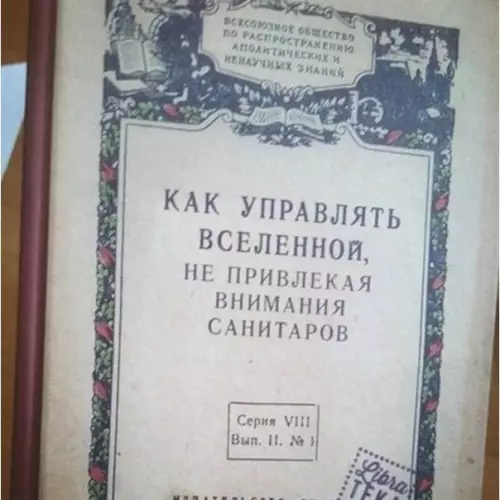 ВСЕСОЮЗНОЕ ОБЩЕСТВО
ПО РАСПРОСТРАНЕНИЮ
АПОЛИТИЧЕСКИХ И
НЕНАУЧНЫХ ЗНАНИЙ
КАК УПРАВЛЯТЬ
ВСЕЛЕННОЙ,
НЕ ПРИВЛЕКАЯ
ВНИМАНИЯ
САНИТАРОВ
Серия VIII
Вып. II. №
Libra